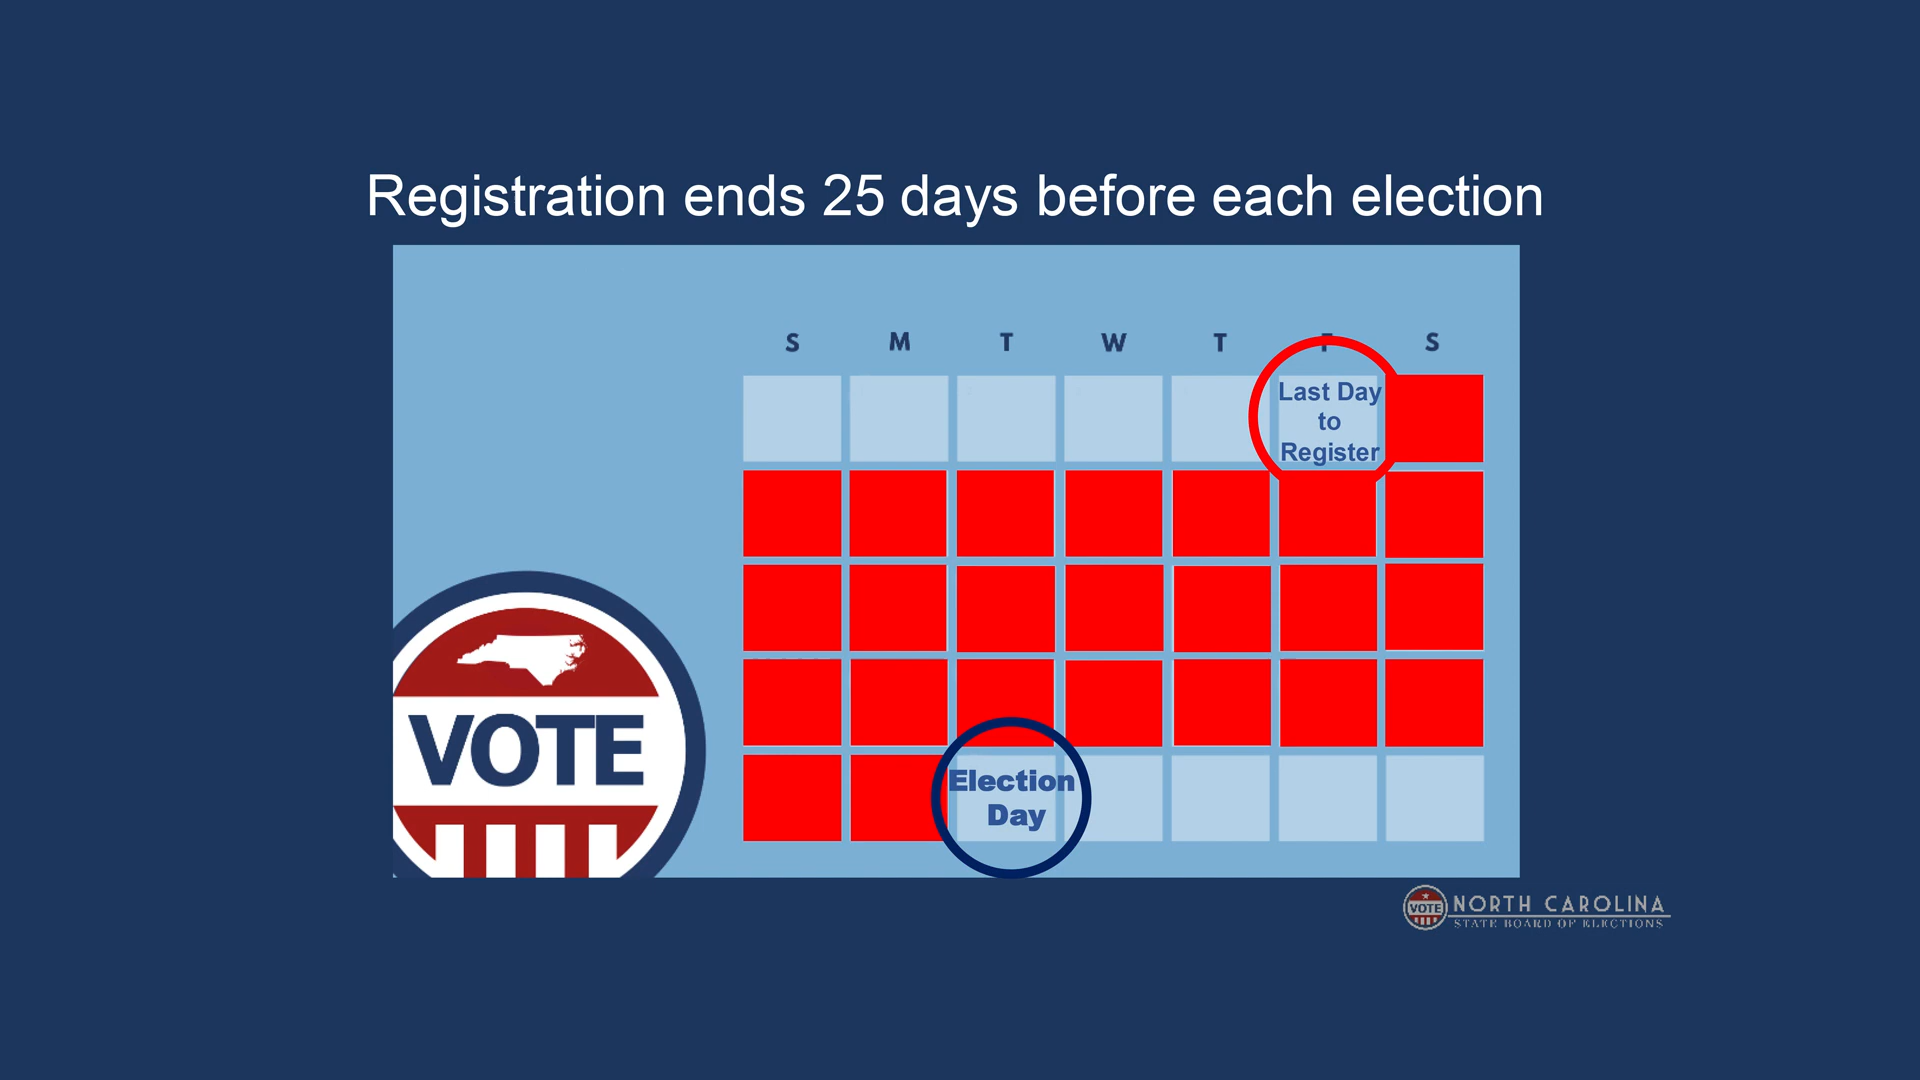 Registration ends 25 days before each election
S M T W T F S
Last Day
to
Register
VOTE
Election
Day
VOTE
NORTH CAROLINA
STATE BOARD OF ELECTIONS